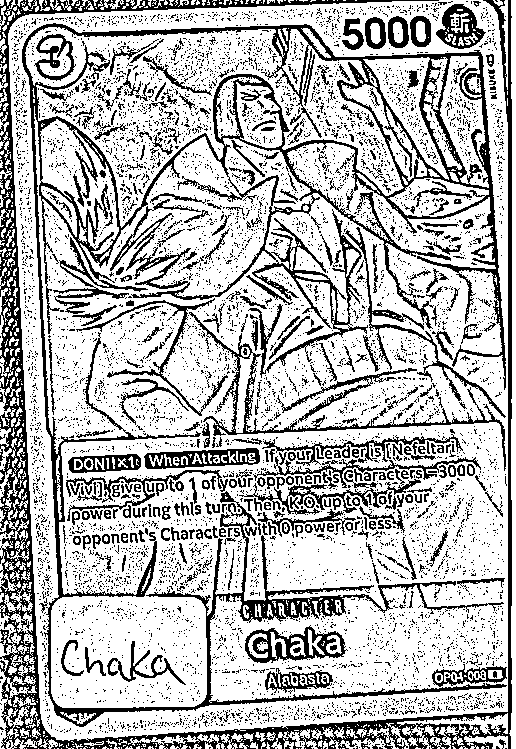 3
5000
斬
DON!!×1 When Attacking If your Leader is [Nefeltari
Vivi], give up to 1 of your opponent's Characters −3000
power during this turn. Then, K.O. up to 1 of your
opponent's Characters with 0 power or less.
CHARACTER
Chaka
Chaka
Alabasta
OP04-008 R